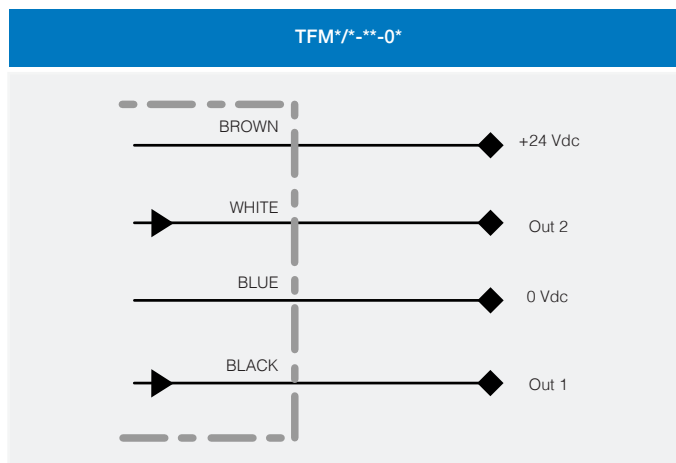 TFM*/*-**-0*
BROWN
+24 Vdc
WHITE
Out 2
BLUE
0 Vdc
BLACK
Out 1